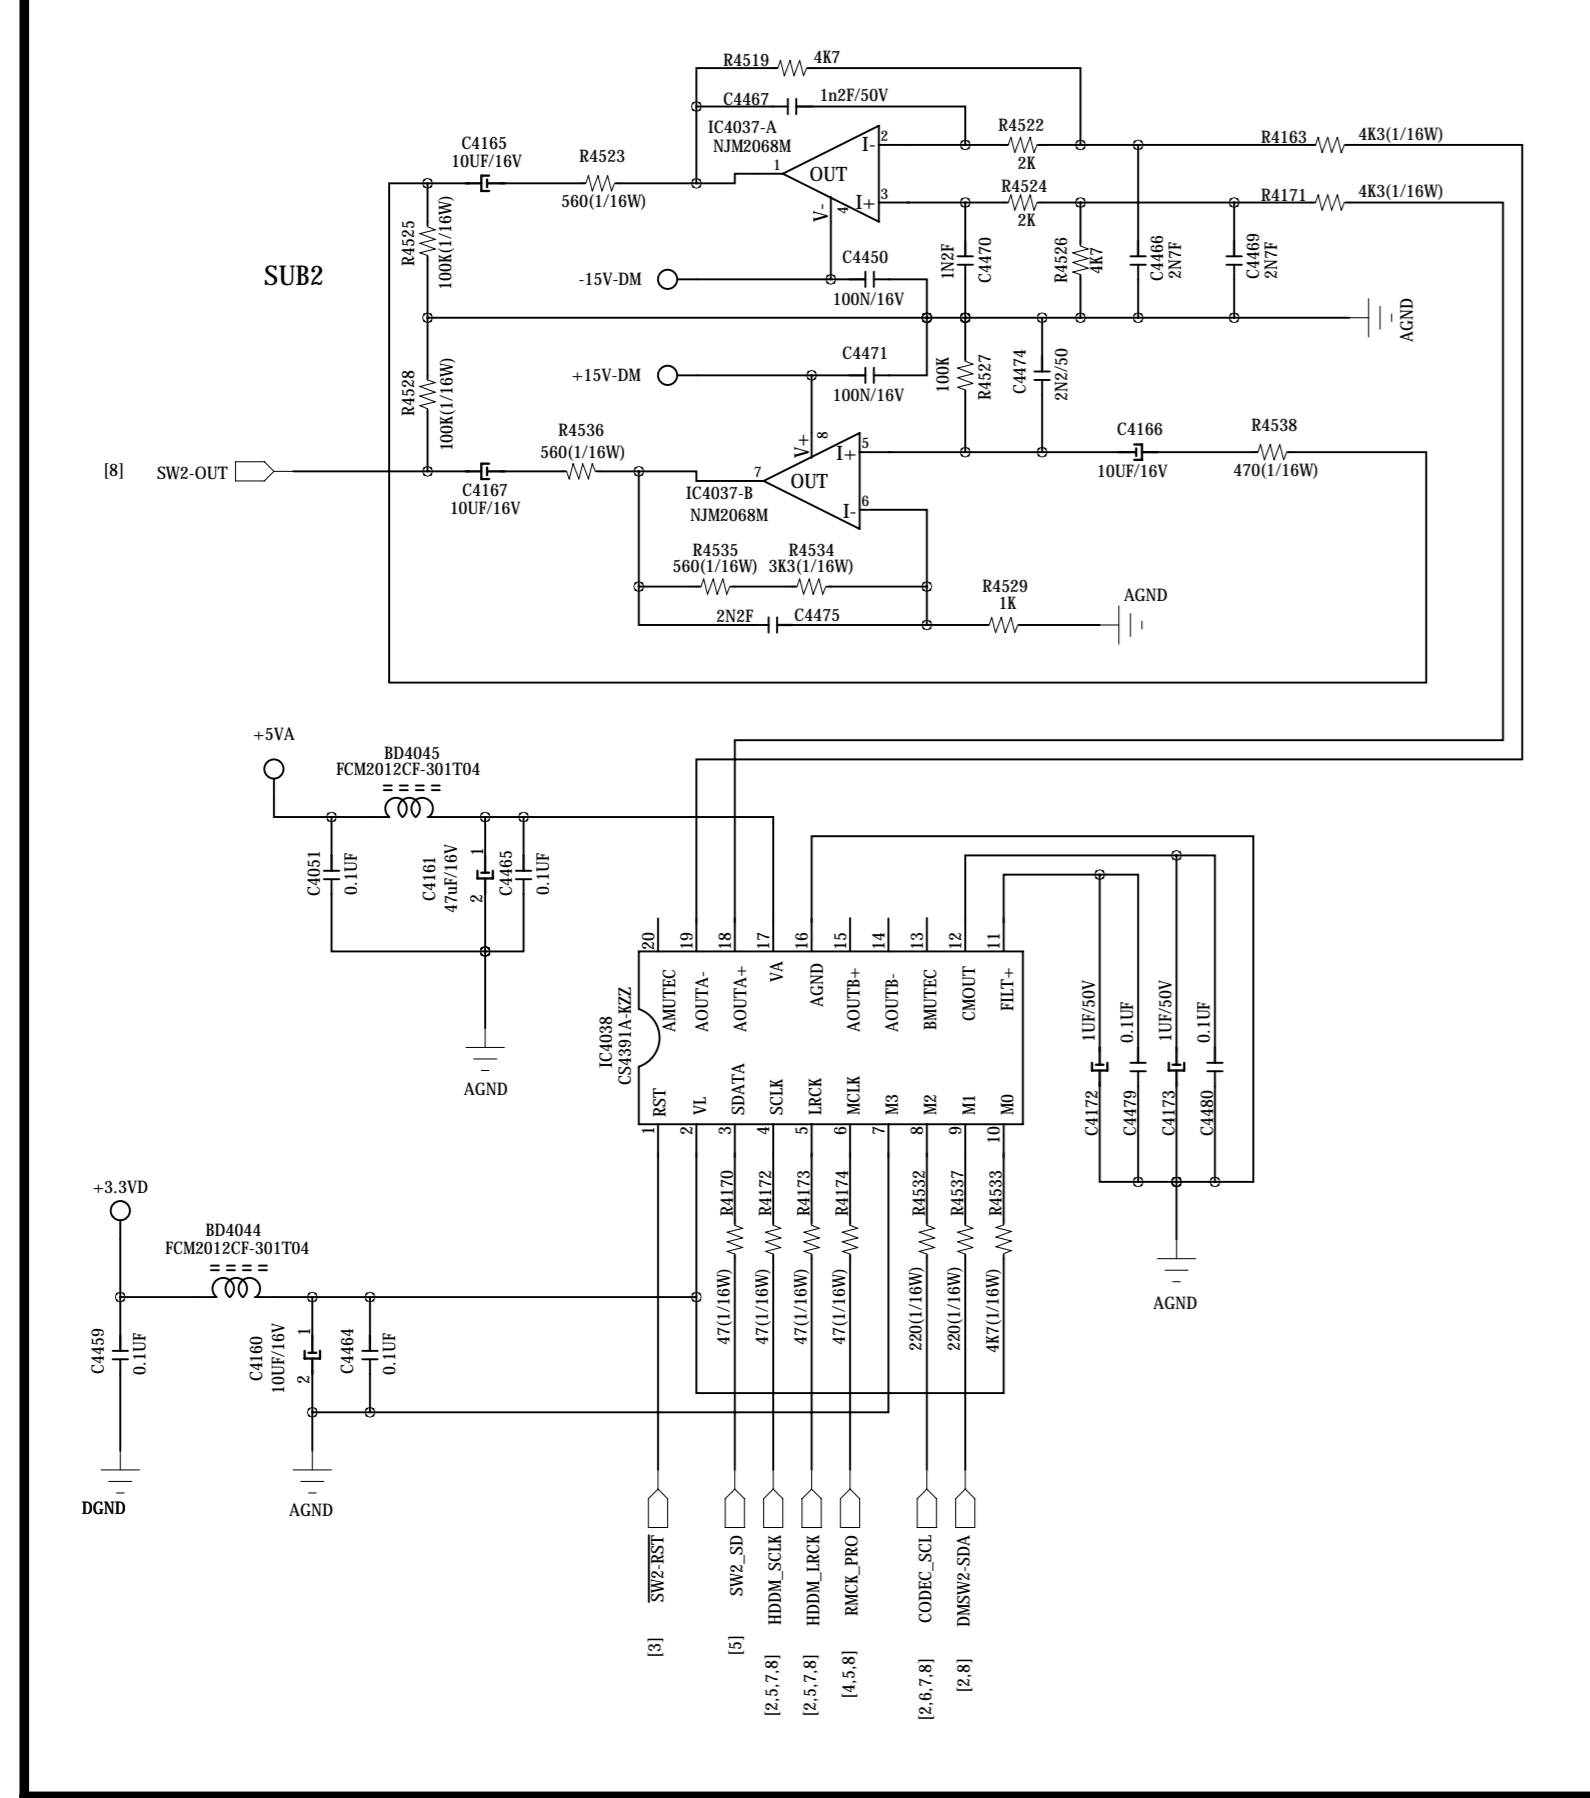 R4519 4K7
C4467 1n2F/50V
IC4037-A
NJM2068M
C4165
10UF/16V
R4523
560(1/16W)
1
OUT
I-
2
I+
3
V-
4
R4522
2K
R4524
2K
R4163 4K3(1/16W)
R4171 4K3(1/16W)
R4525
100K(1/16W)
SUB2
-15V-DM
C4450
100N/16V
1N2F
C4470
R4526
4K7
C4466
2N7F
C4469
2N7F
AGND
+15V-DM
C4471
100N/16V
100K
R4527
C4474
2N2/50
R4528
100K(1/16W)
[8] SW2-OUT
C4167
10UF/16V
R4536
560(1/16W)
7
OUT
V+
8
I+
5
I-
6
IC4037-B
NJM2068M
C4166
10UF/16V
R4538
470(1/16W)
R4535
560(1/16W)
R4534
3K3(1/16W)
2N2F C4475
R4529
1K
AGND
+5VA
BD4045
FCM2012CF-301T04
C4051
0.1UF
C4161
47uF/16V
1
2
C4465
0.1UF
AGND
IC4038
CS4391A-KZZ
20 19 18 17 16 15 14 13 12 11
AMUTEC AOUTA- AOUTA+ VA AGND AOUTB+ AOUTB- BMUTEC CMOUT FILT+
RST VL SDATA SCLK LRCK MCLK M3 M2 M1 M0
1 2 3 4 5 6 7 8 9 10
1UF/50V
C4172
0.1UF
C4479
1UF/50V
C4173
0.1UF
C4480
AGND
R4170
47(1/16W)
R4172
47(1/16W)
R4173
47(1/16W)
R4174
47(1/16W)
R4532
220(1/16W)
R4537
220(1/16W)
R4533
4K7(1/16W)
+3.3VD
BD4044
FCM2012CF-301T04
C4459
0.1UF
C4160
10UF/16V
1
2
C4464
0.1UF
DGND
AGND
SW2-RST [3]
SW2_SD [5]
HDDM_SCLK [2,5,7,8]
HDDM_LRCK [2,5,7,8]
RMCK_PRO [4,5,8]
CODEC_SCL [2,6,7,8]
DMSW2-SDA [2,8]